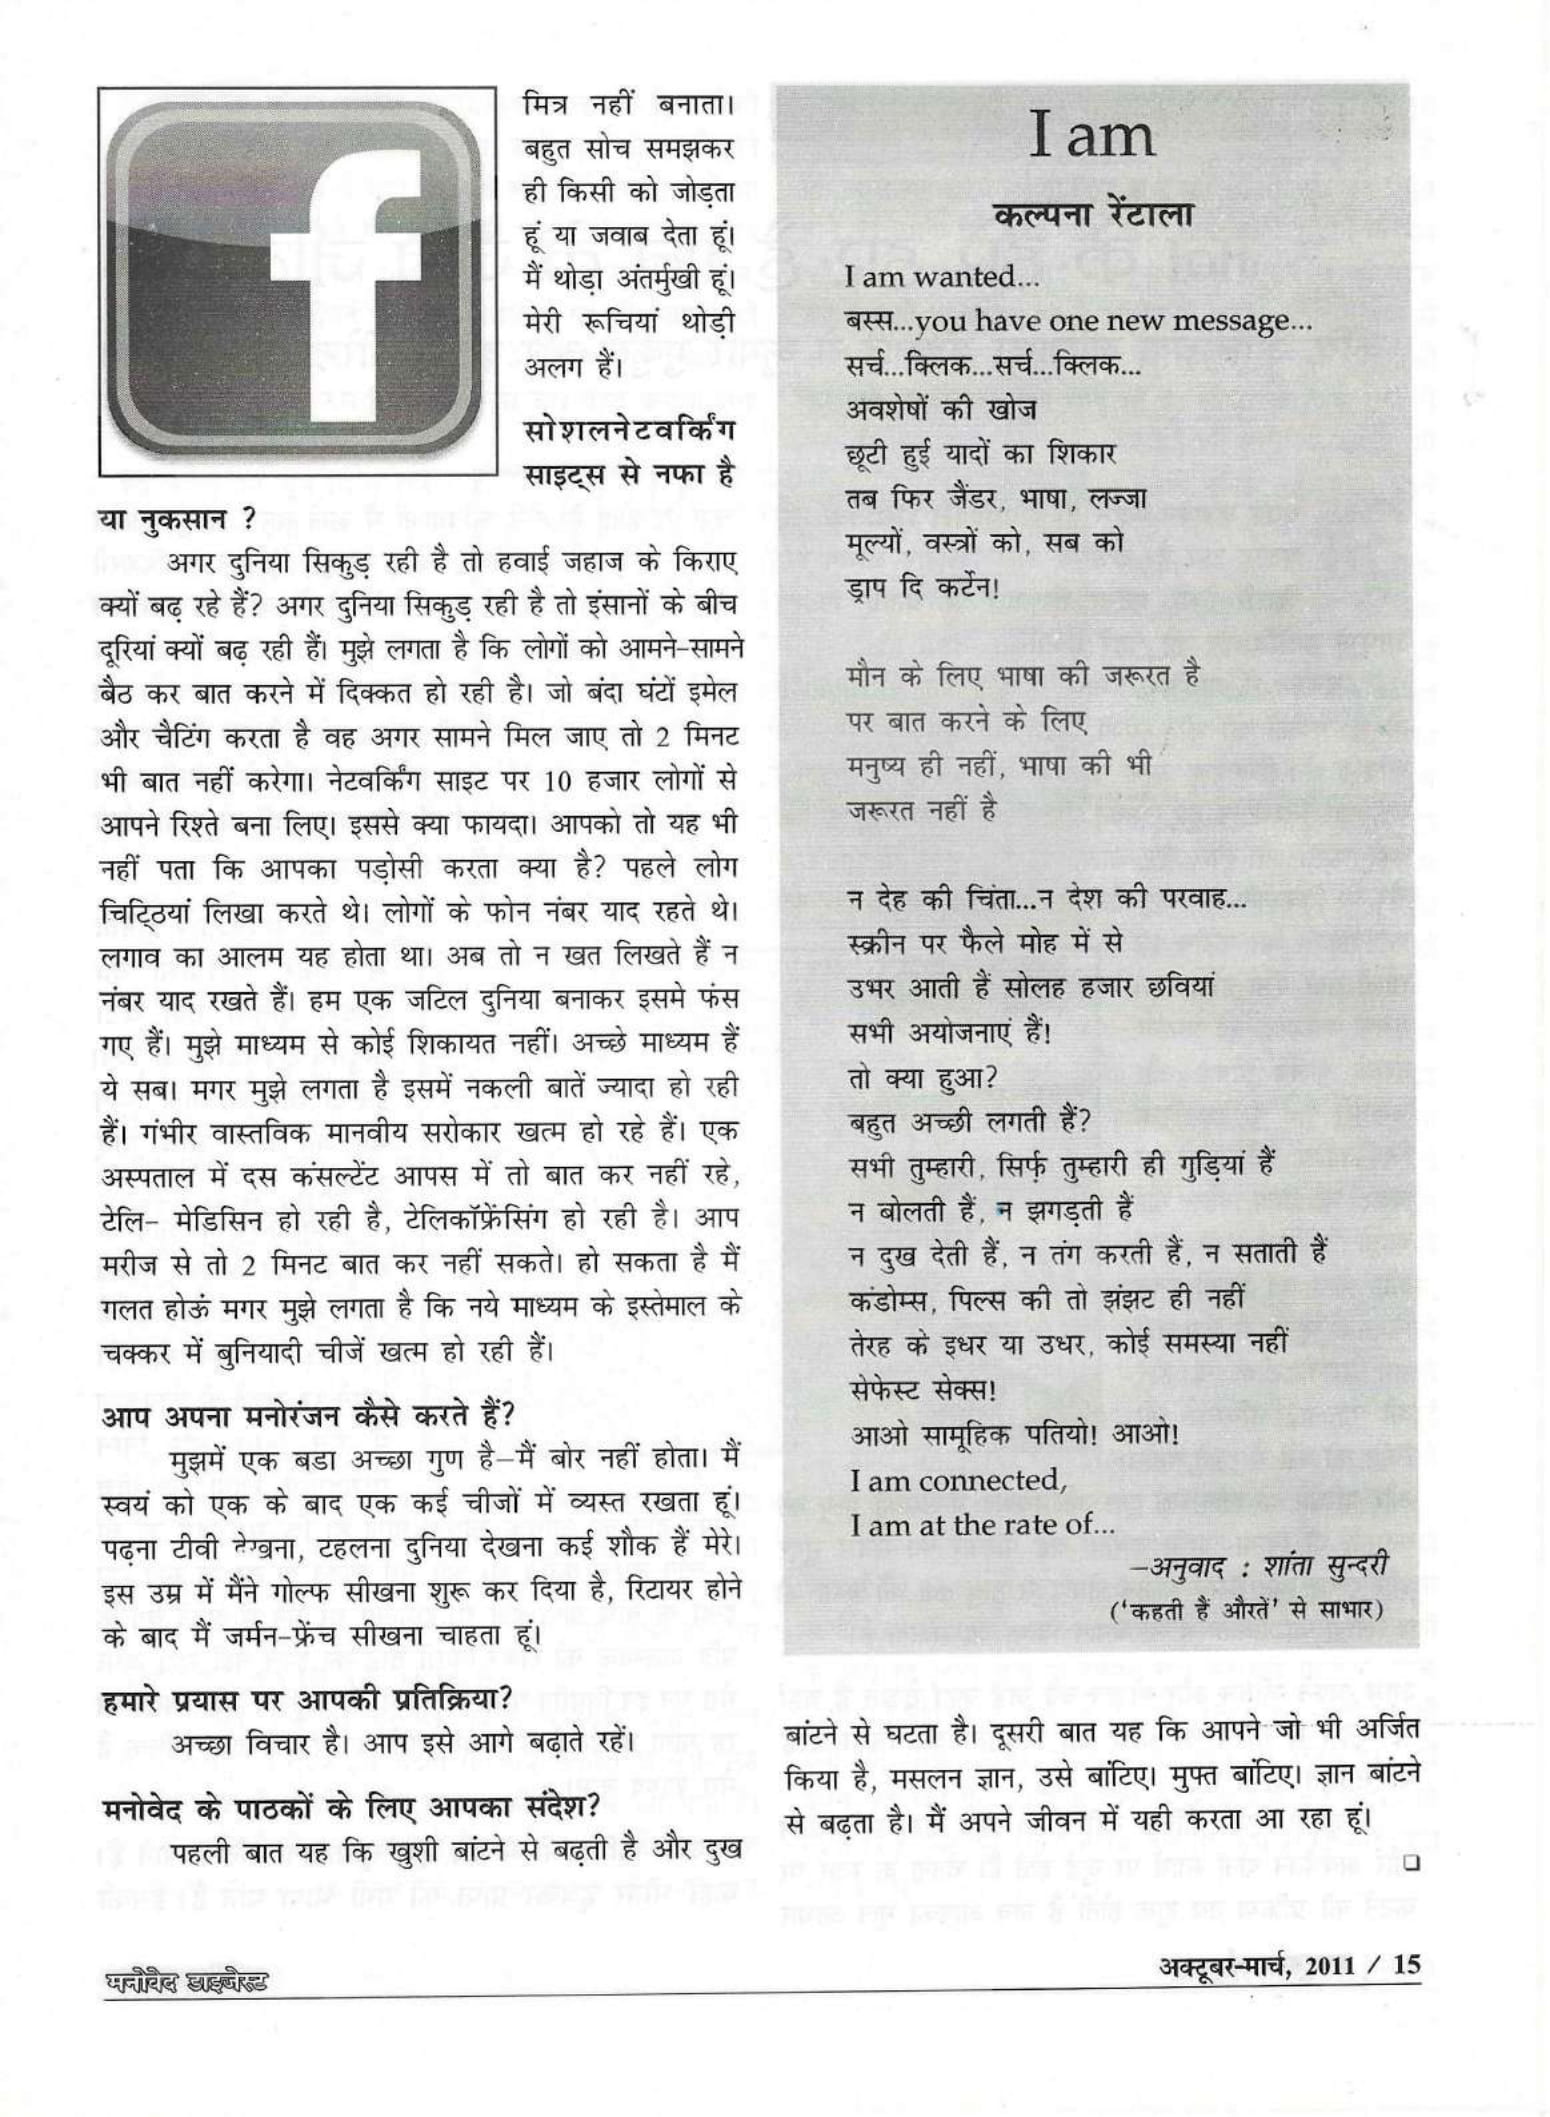 मित्र नहीं बनाता।
बहुत सोच समझकर
ही किसी को जोड़ता
हूं या जवाब देता हूं।
मैं थोड़ा अंतर्मुखी हूं।
मेरी रूचियां थोड़ी
अलग हैं।
सोशलनेटवर्किंग
साइट्स से नफा है
या नुकसान ?
अगर दुनिया सिकुड़ रही है तो हवाई जहाज के किराए
क्यों बढ़ रहे हैं? अगर दुनिया सिकुड़ रही है तो इंसानों के बीच
दूरियां क्यों बढ़ रही हैं। मुझे लगता है कि लोगों को आमने-सामने
बैठ कर बात करने में दिक्कत हो रही है। जो बंदा घंटों इमेल
और चैटिंग करता है वह अगर सामने मिल जाए तो 2 मिनट
भी बात नहीं करेगा। नेटवर्किंग साइट पर 10 हजार लोगों से
आपने रिश्ते बना लिए। इससे क्या फायदा। आपको तो यह भी
नहीं पता कि आपका पड़ोसी करता क्या है? पहले लोग
चिट्ठियां लिखा करते थे। लोगों के फोन नंबर याद रहते थे।
लगाव का आलम यह होता था। अब तो न खत लिखते हैं न
नंबर याद रखते हैं। हम एक जटिल दुनिया बनाकर इसमे फंस
गए हैं। मुझे माध्यम से कोई शिकायत नहीं। अच्छे माध्यम हैं
ये सब। मगर मुझे लगता है इसमें नकली बातें ज्यादा हो रही
हैं। गंभीर वास्तविक मानवीय सरोकार खत्म हो रहे हैं। एक
अस्पताल में दस कंसल्टेंट आपस में तो बात कर नहीं रहे,
टेलि- मेडिसिन हो रही है, टेलिकॉफ्रेंसिंग हो रही है। आप
मरीज से तो 2 मिनट बात कर नहीं सकते। हो सकता है मैं
गलत होऊं मगर मुझे लगता है कि नये माध्यम के इस्तेमाल के
चक्कर में बुनियादी चीजें खत्म हो रही हैं।
आप अपना मनोरंजन कैसे करते हैं?
मुझमें एक बडा अच्छा गुण है–मैं बोर नहीं होता। मैं
स्वयं को एक के बाद एक कई चीजों में व्यस्त रखता हूं।
पढ़ना टीवी देखना, टहलना दुनिया देखना कई शौक हैं मेरे।
इस उम्र में मैंने गोल्फ सीखना शुरू कर दिया है, रिटायर होने
के बाद मैं जर्मन-फ्रेंच सीखना चाहता हूं।
हमारे प्रयास पर आपकी प्रतिक्रिया?
अच्छा विचार है। आप इसे आगे बढ़ाते रहें।
मनोवेद के पाठकों के लिए आपका संदेश?
पहली बात यह कि खुशी बांटने से बढ़ती है और दुख
I am
कल्पना रेंटाला
I am wanted...
बस्स...you have one new message...
सर्च...क्लिक...सर्च...क्लिक...
अवशेषों की खोज
छूटी हुई यादों का शिकार
तब फिर जैंडर, भाषा, लज्जा
मूल्यों, वस्त्रों को, सब को
ड्राप दि कर्टेन!
मौन के लिए भाषा की जरूरत है
पर बात करने के लिए
मनुष्य ही नहीं, भाषा की भी
जरूरत नहीं है
न देह की चिंता...न देश की परवाह...
स्क्रीन पर फैले मोह में से
उभर आती हैं सोलह हजार छवियां
सभी अयोजनाएं हैं!
तो क्या हुआ?
बहुत अच्छी लगती हैं?
सभी तुम्हारी, सिर्फ़ तुम्हारी ही गुड़ियां हैं
न बोलती हैं, न झगड़ती हैं
न दुख देती हैं, न तंग करती हैं, न सताती हैं
कंडोम्स, पिल्स की तो झंझट ही नहीं
तेरह के इधर या उधर, कोई समस्या नहीं
सेफेस्ट सेक्स!
आओ सामूहिक पतियो! आओ!
I am connected,
I am at the rate of...
–अनुवाद : शांता सुन्दरी
('कहती हैं औरतें' से साभार)
बांटने से घटता है। दूसरी बात यह कि आपने जो भी अर्जित
किया है, मसलन ज्ञान, उसे बांटिए। मुफ्त बांटिए। ज्ञान बांटने
से बढ़ता है। मैं अपने जीवन में यही करता आ रहा हूं।
❑
मनोवेद डाइजेस्ट
अक्टूबर-मार्च, 2011 / 15